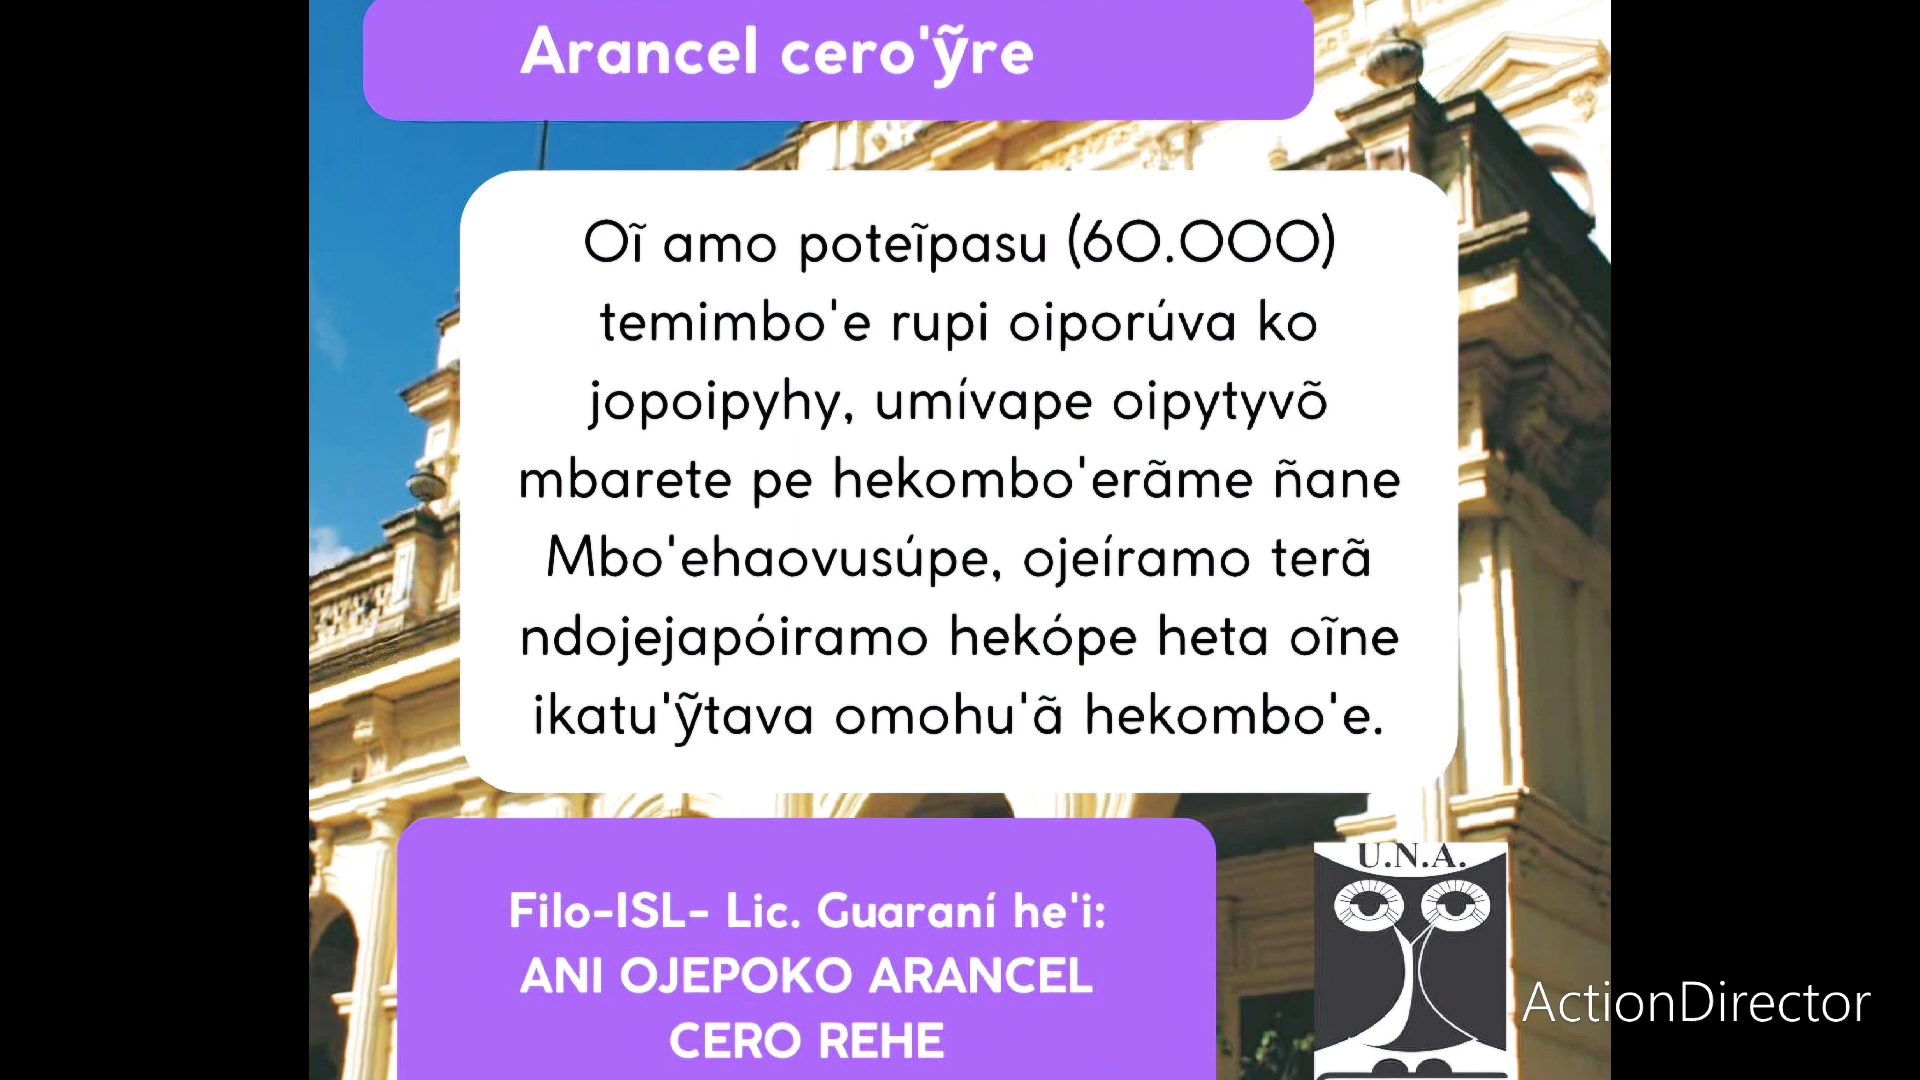 Arancel cero'ỹre
Oĩ amo poteĩpasu (60.000)
temimbo'e rupi oiporúva ko
jopoipyhy, umívape oipytyvõ
mbarete pe hekombo'erãme ñane
Mbo'ehaovusúpe, ojeíramo terã
ndojejapóiramo hekópe heta oĩne
ikatu'ỹtava omohu'ã hekombo'e.
Filo-ISL- Lic. Guaraní he'i:
ANI OJEPOKO ARANCEL
CERO REHE
U.N.A.
ActionDirector